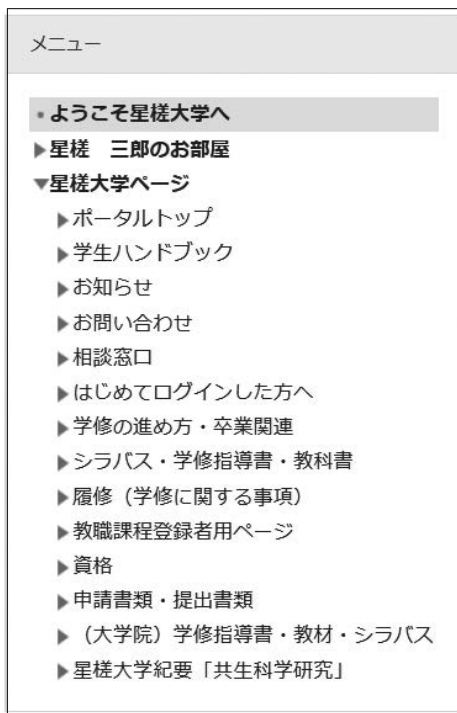 メニュー
ようこそ星槎大学へ
星槎　三郎のお部屋
星槎大学ページ
ポータルトップ
学生ハンドブック
お知らせ
お問い合わせ
相談窓口
はじめてログインした方へ
学修の進め方・卒業関連
シラバス・学修指導書・教科書
履修（学修に関する事項）
教職課程登録者用ページ
資格
申請書類・提出書類
（大学院）学修指導書・教材・シラバス
星槎大学紀要「共生科学研究」